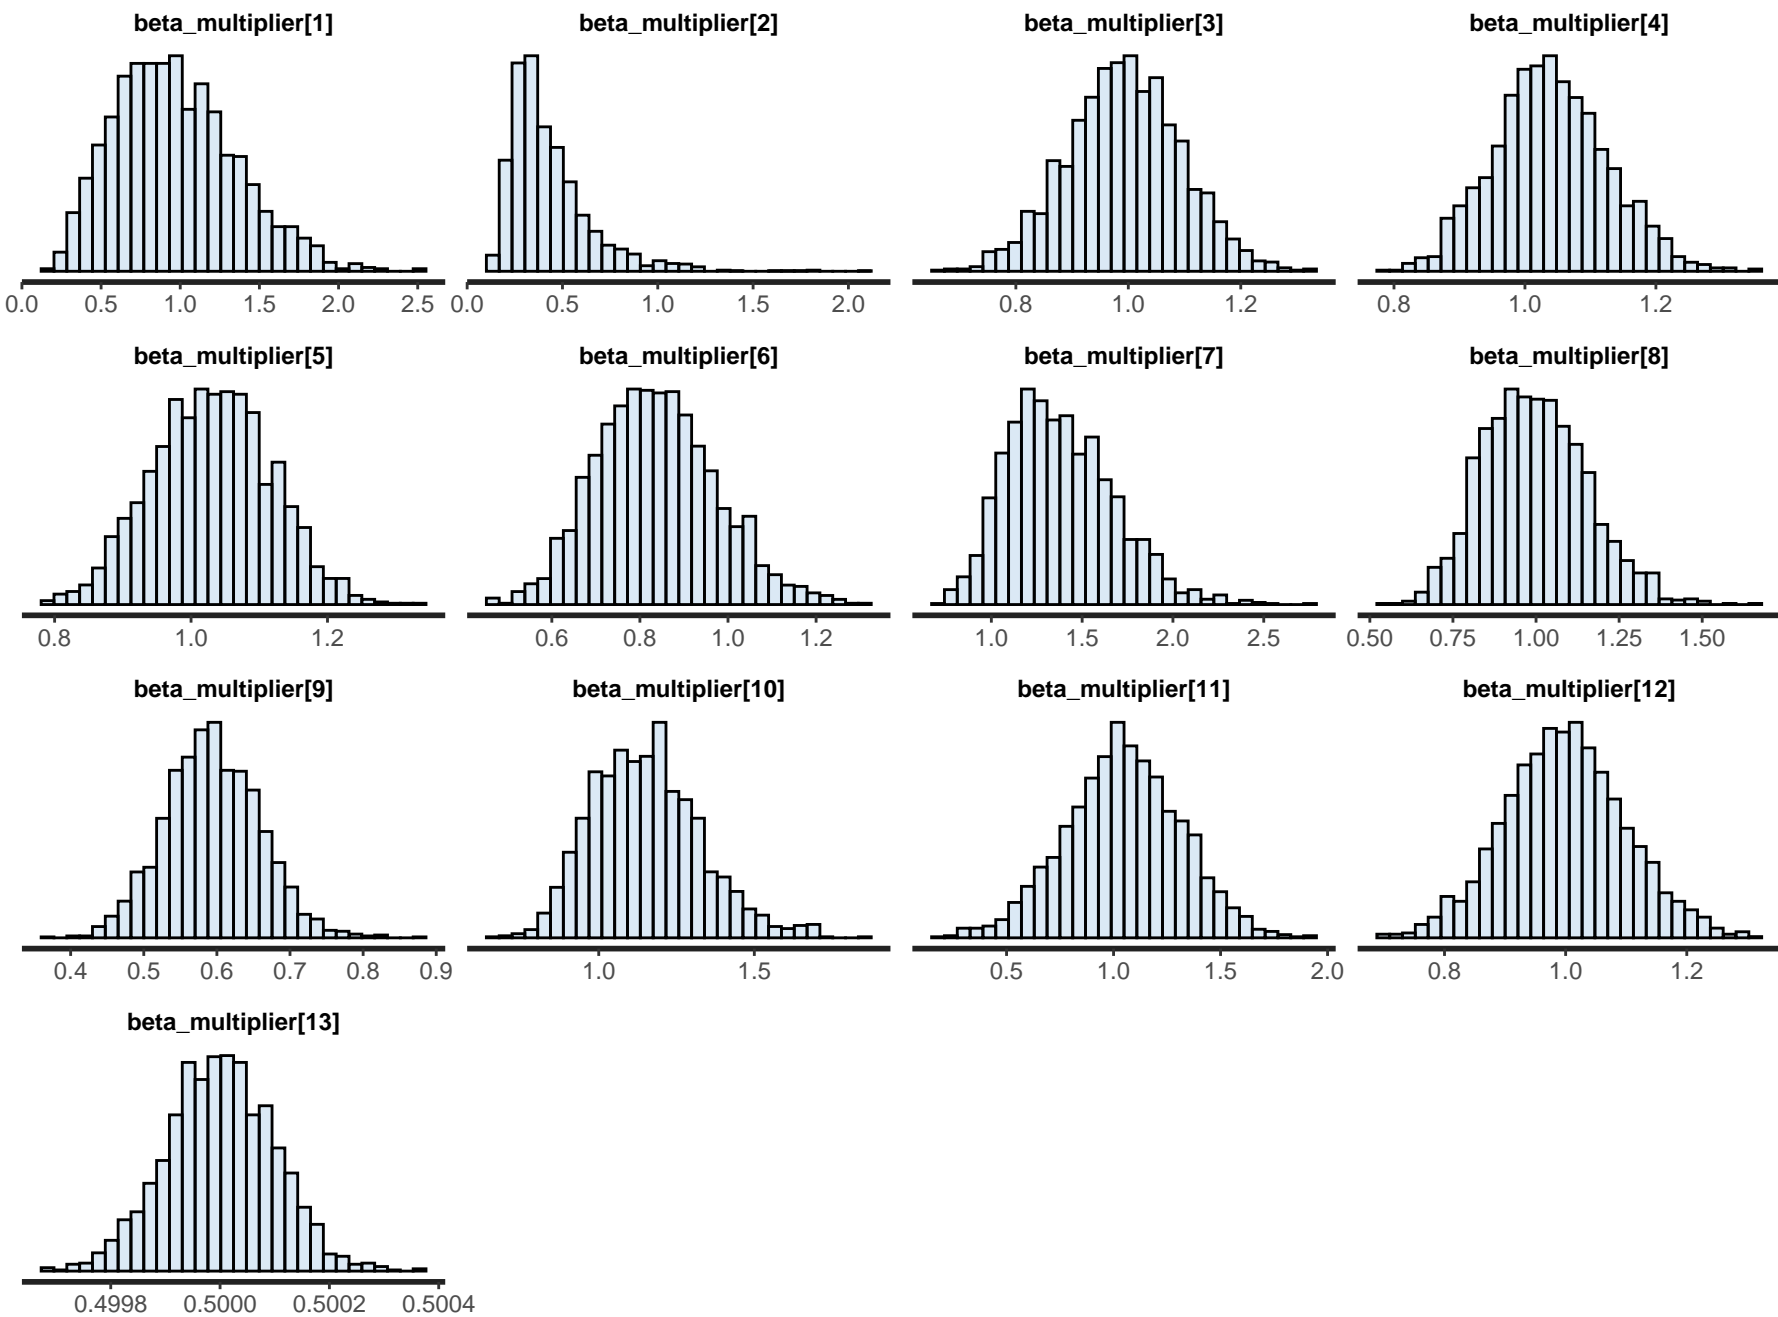 beta_multiplier[1] beta_multiplier[2] beta_multiplier[3] beta_multiplier[4]
0.0 0.5 1.0 1.5 2.0 2.5 0.0 0.5 1.0 1.5 2.0 0.8 1.0 1.2 0.8 1.0 1.2
beta_multiplier[5] beta_multiplier[6] beta_multiplier[7] beta_multiplier[8]
0.8 1.0 1.2 0.6 0.8 1.0 1.2 1.0 1.5 2.0 2.5 0.50 0.75 1.00 1.25 1.50
beta_multiplier[9] beta_multiplier[10] beta_multiplier[11] beta_multiplier[12]
0.4 0.5 0.6 0.7 0.8 0.9 1.0 1.5 0.5 1.0 1.5 2.0 0.8 1.0 1.2
beta_multiplier[13]
0.4998 0.5000 0.5002 0.5004